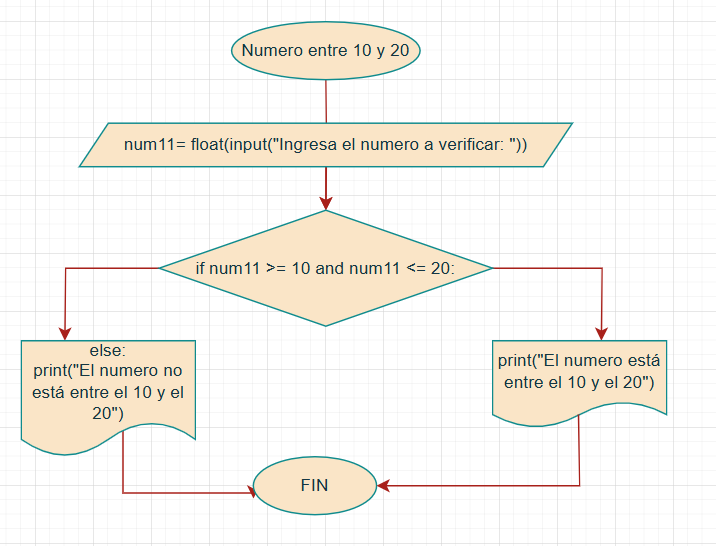 Numero entre 10 y 20
num11= float(input("Ingresa el numero a verificar: "))
if num11 >= 10 and num11 <= 20:
else:
print("El numero no
está entre el 10 y el
20")
print("El numero está
entre el 10 y el 20")
FIN